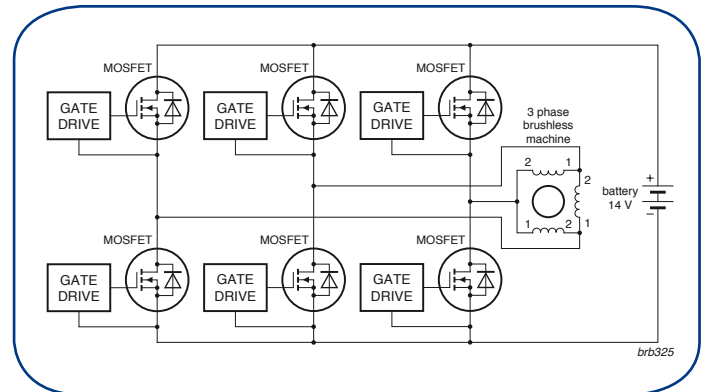 MOSFET
MOSFET
MOSFET
GATE
DRIVE
GATE
DRIVE
GATE
DRIVE
3 phase
brushless
machine
2
1
2
1
2
1
battery
14 V
+
−
MOSFET
MOSFET
MOSFET
GATE
DRIVE
GATE
DRIVE
GATE
DRIVE
brb325